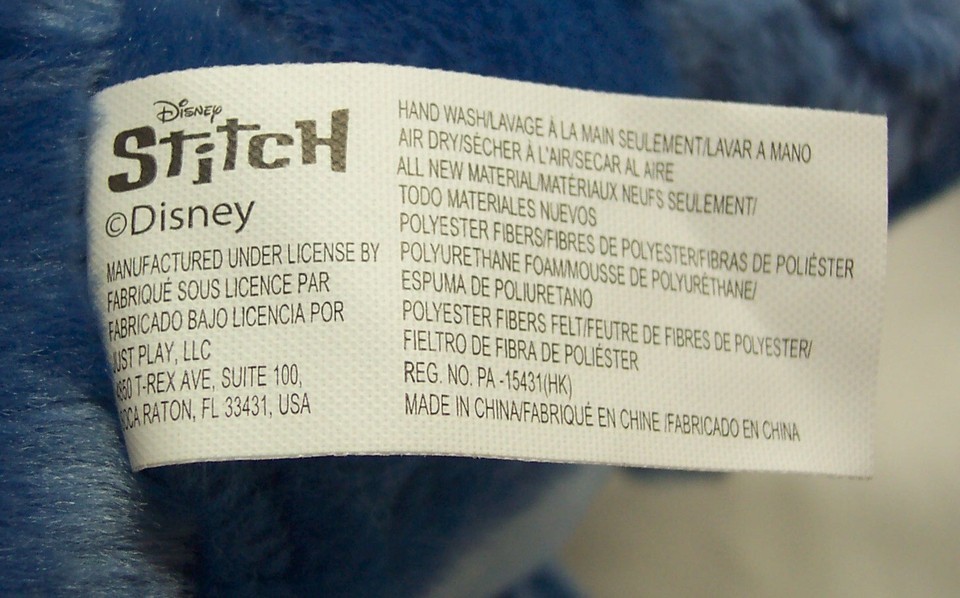 Disney
Stitch
©Disney
MANUFACTURED UNDER LICENSE BY
FABRIQUÉ SOUS LICENCE PAR
FABRICADO BAJO LICENCIA POR
JUST PLAY, LLC
T-REX AVE, SUITE 100,
RATON, FL 33431, USA
HAND WASH/LAVAGE À LA MAIN SEULEMENT/LAVAR A MANO
AIR DRY/SÉCHER À L'AIR/SECAR AL AIRE
ALL NEW MATERIAL/MATÉRIAUX NEUFS SEULEMENT/
TODO MATERIALES NUEVOS
POLYESTER FIBERS/FIBRES DE POLYESTER/FIBRAS DE POLIÉSTER
POLYURETHANE FOAM/MOUSSE DE POLYURÉTHANE/
ESPUMA DE POLIURETANO
POLYESTER FIBERS FELT/FEUTRE DE FIBRES DE POLYESTER/
FIELTRO DE FIBRA DE POLIÉSTER
REG. NO. PA -15431(HK)
MADE IN CHINA/FABRIQUÉ EN CHINE /FABRICADO EN CHINA